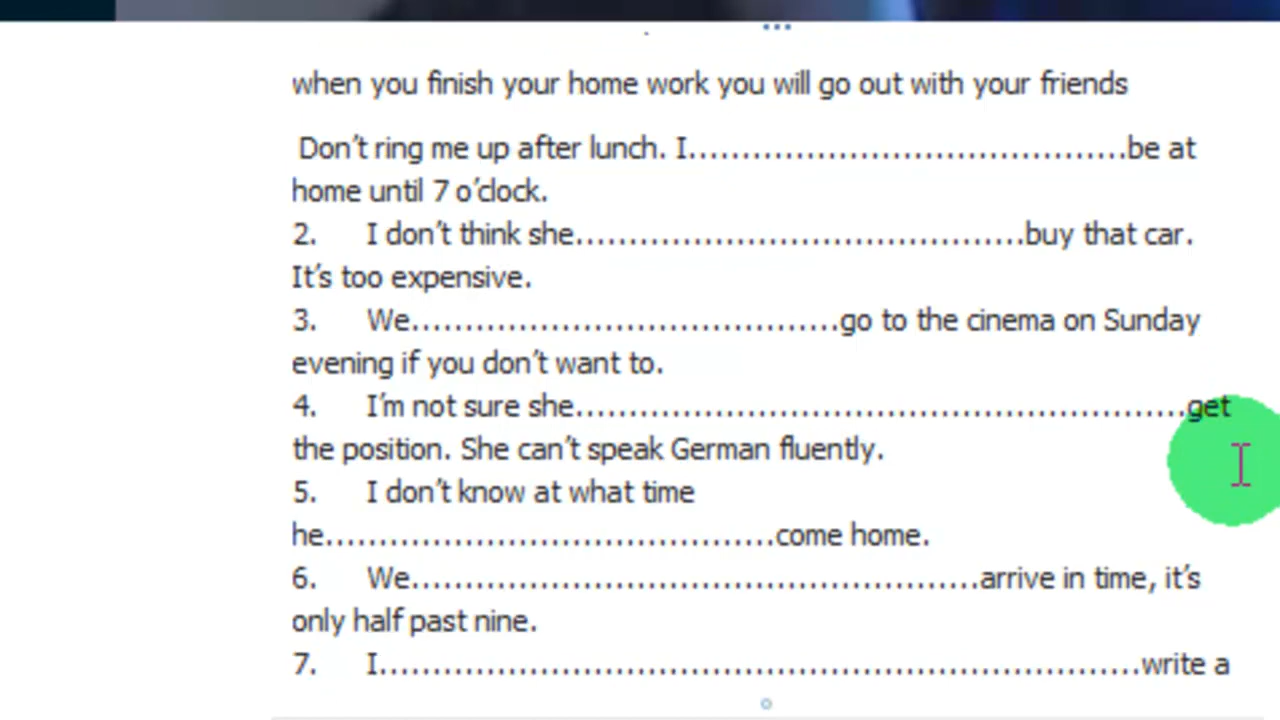 when you finish your home work you will go out with your friends
Don't ring me up after lunch. I.........................................be at
home until 7 o'clock.
2. I don't think she..........................................buy that car.
It's too expensive.
3. We........................................go to the cinema on Sunday
evening if you don't want to.
4. I'm not sure she.........................................................get
the position. She can't speak German fluently.
5. I don't know at what time
he..........................................come home.
6. We.....................................................arrive in time, it's
only half past nine.
7. I.......................................................................write a